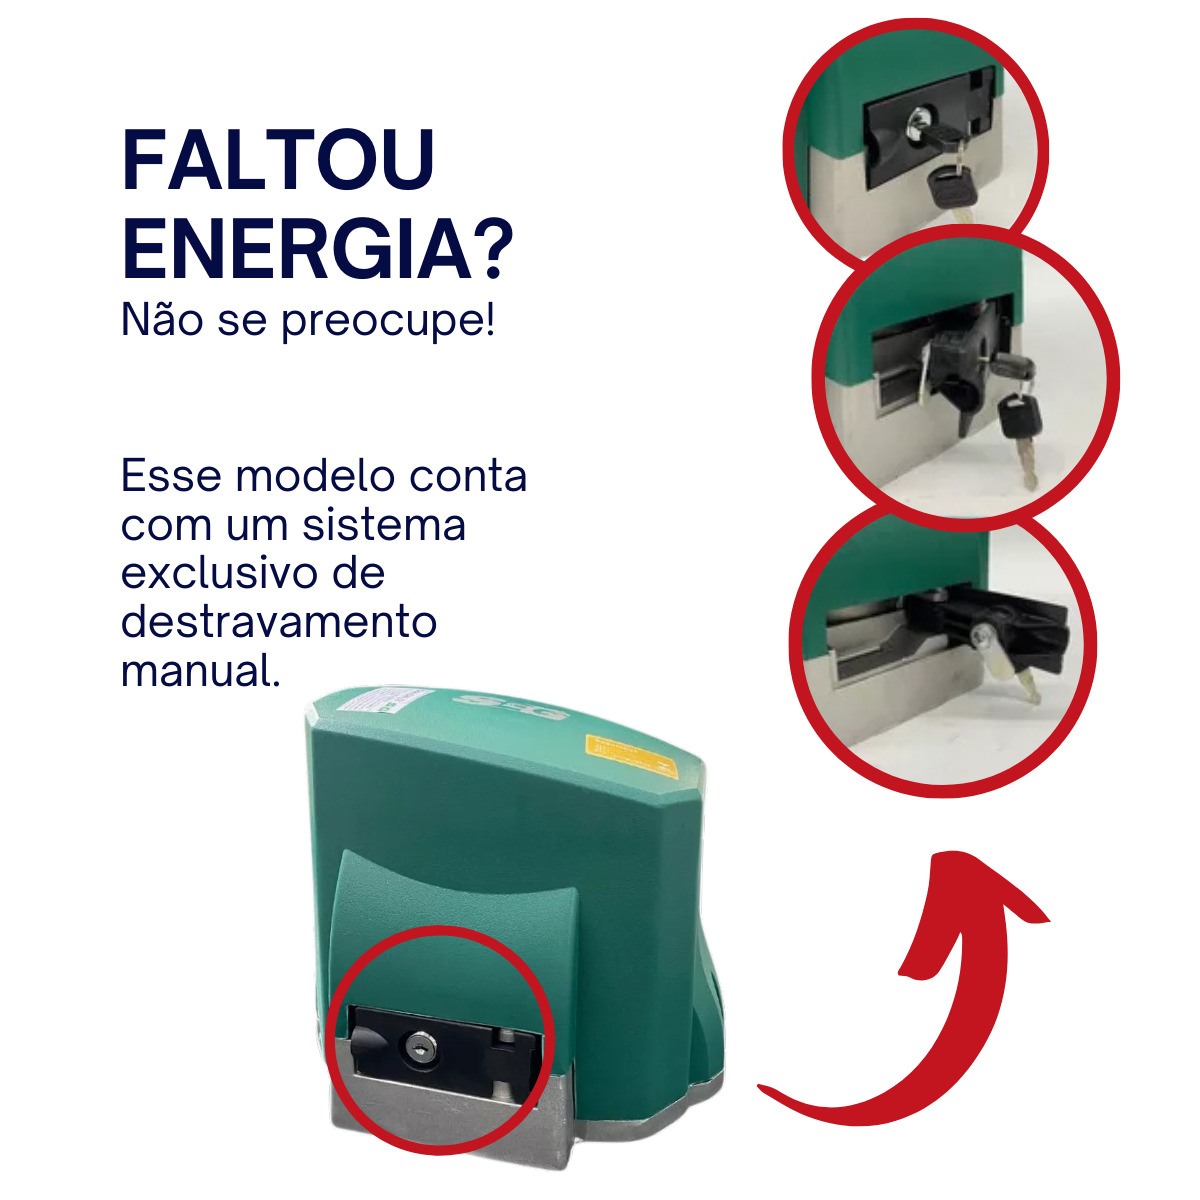 FALTOU
ENERGIA?
Não se preocupe!
Esse modelo conta
com um sistema
exclusivo de
destravamento
manual.